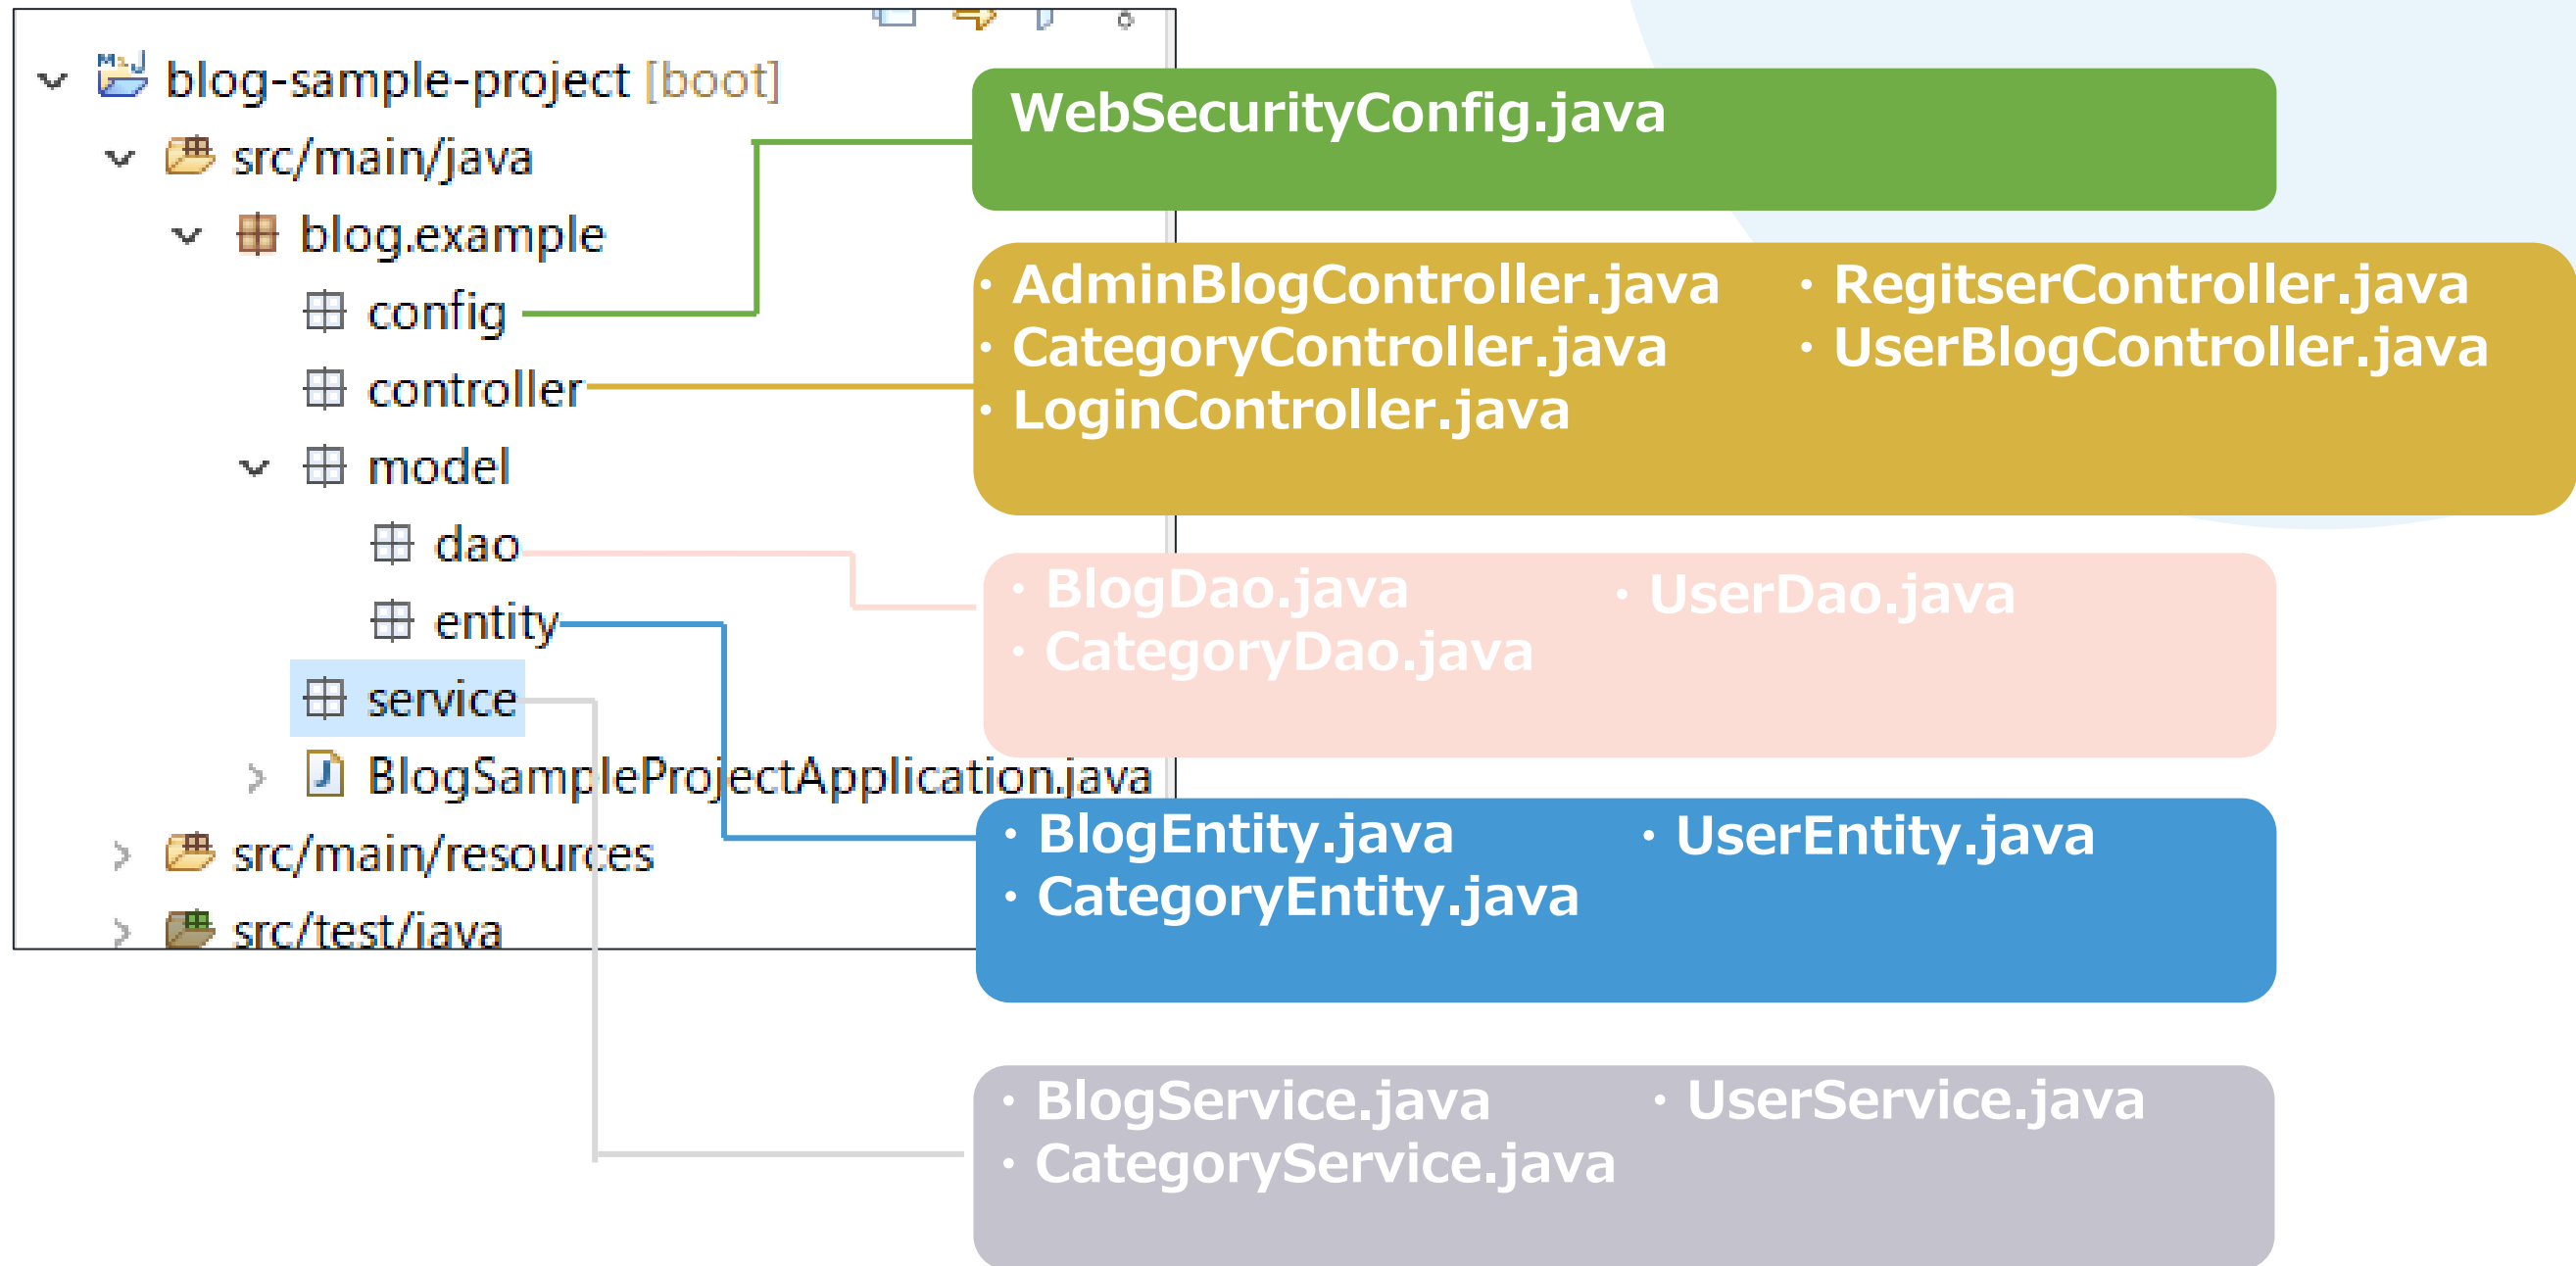 blog-sample-project [boot]
src/main/java
blog.example
config
controller
model
dao
entity
service
BlogSampleProjectApplication.java
src/main/resources
src/test/java
WebSecurityConfig.java
・AdminBlogController.java
・CategoryController.java
・LoginController.java
・RegitserController.java
・UserBlogController.java
・BlogDao.java
・CategoryDao.java
・UserDao.java
・BlogEntity.java
・CategoryEntity.java
・UserEntity.java
・BlogService.java
・CategoryService.java
・UserService.java